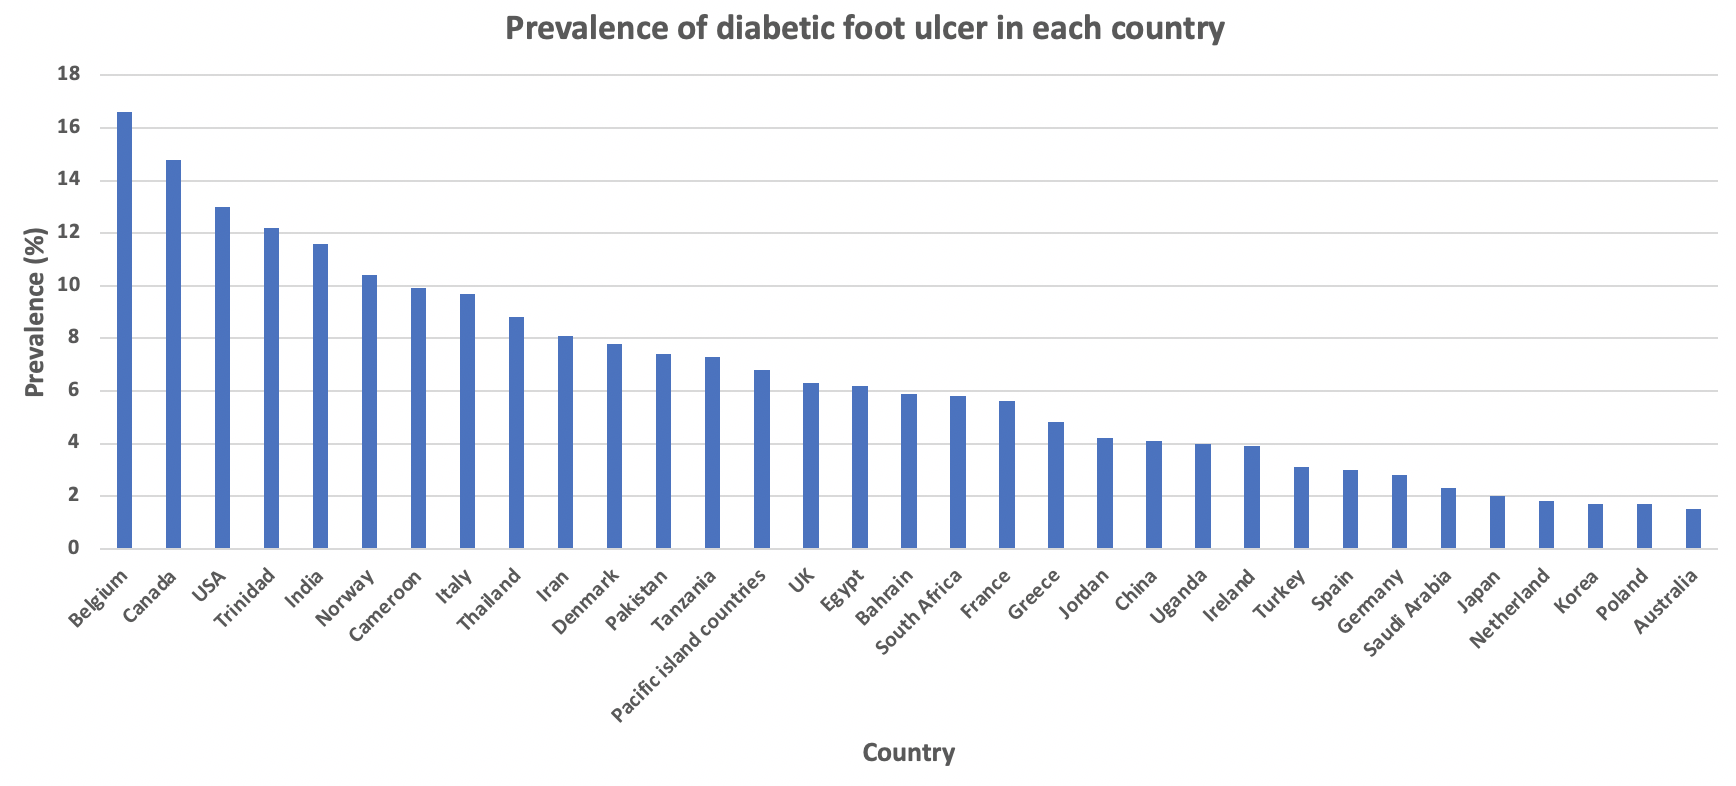 Prevalence of diabetic foot ulcer in each country
Prevalence (%)
18
16
14
12
10
8
6
4
2
0
Belgium
Canada
USA
Trinidad
India
Norway
Cameroon
Italy
Thailand
Iran
Denmark
Pakistan
Tanzania
Pacific island countries
UK
Egypt
Bahrain
South Africa
France
Greece
Jordan
China
Uganda
Ireland
Turkey
Spain
Germany
Saudi Arabia
Japan
Netherland
Korea
Poland
Australia
Country